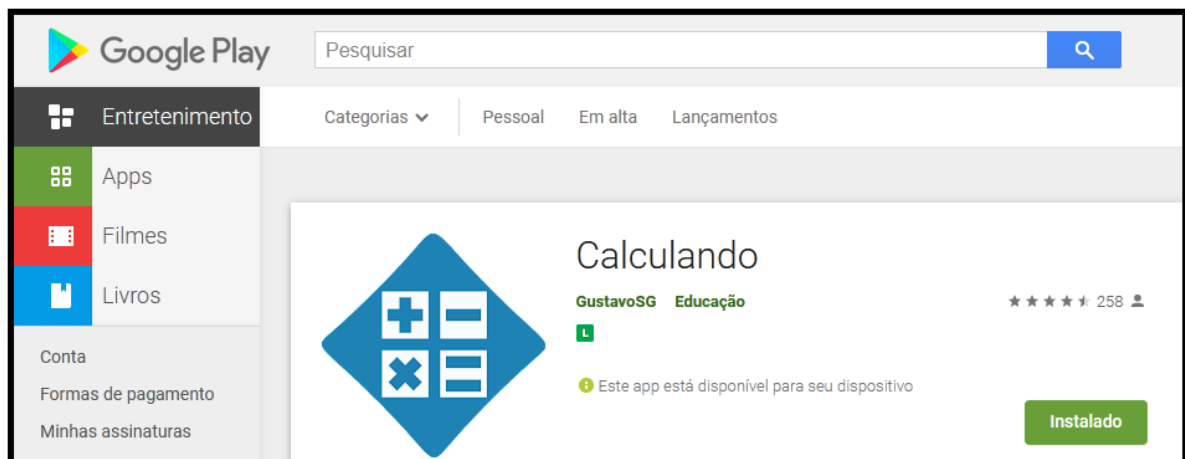 Google Play
Pesquisar
Entretenimento
Categorias
Pessoal
Em alta
Lançamentos
Apps
Filmes
Livros
Conta
Formas de pagamento
Minhas assinaturas
Calculando
GustavoSG Educação
258
L
Este app está disponível para seu dispositivo
Instalado